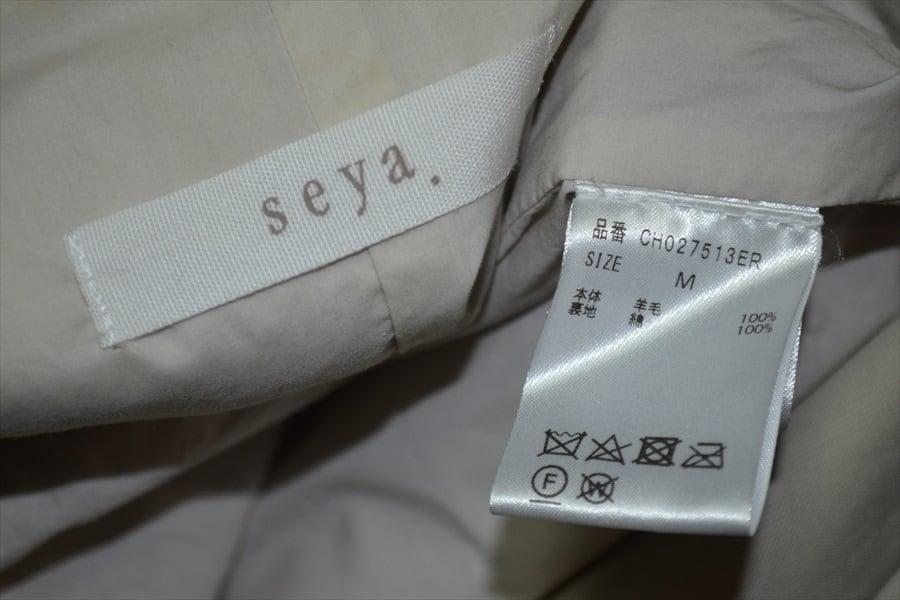 seya.
品番 CH027513ER
SIZE M
本体 羊毛 100%
裏地 綿 100%
F W